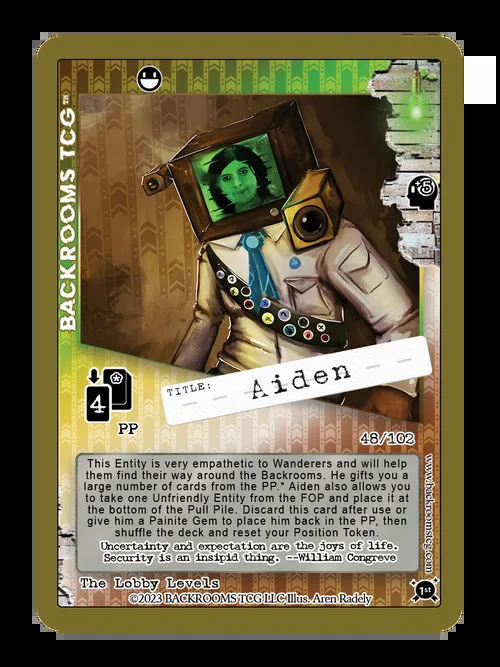 BACKROOMS TCG™
+5
TITLE: Aiden
4
PP
48/102
This Entity is very empathetic to Wanderers and will help
them find their way around the Backrooms. He gifts you a
large number of cards from the PP.* Aiden also allows you
to take one Unfriendly Entity from the FOP and place it at
the bottom of the Pull Pile. Discard this card after use or
give him a Painite Gem to place him back in the PP, then
shuffle the deck and reset your Position Token.
Uncertainty and expectation are the joys of life.
Security is an insipid thing. --William Congreve
www.backroomstcg.com
The Lobby Levels
©2023 BACKROOMS TCG LLC Illus. Aren Radely
1st